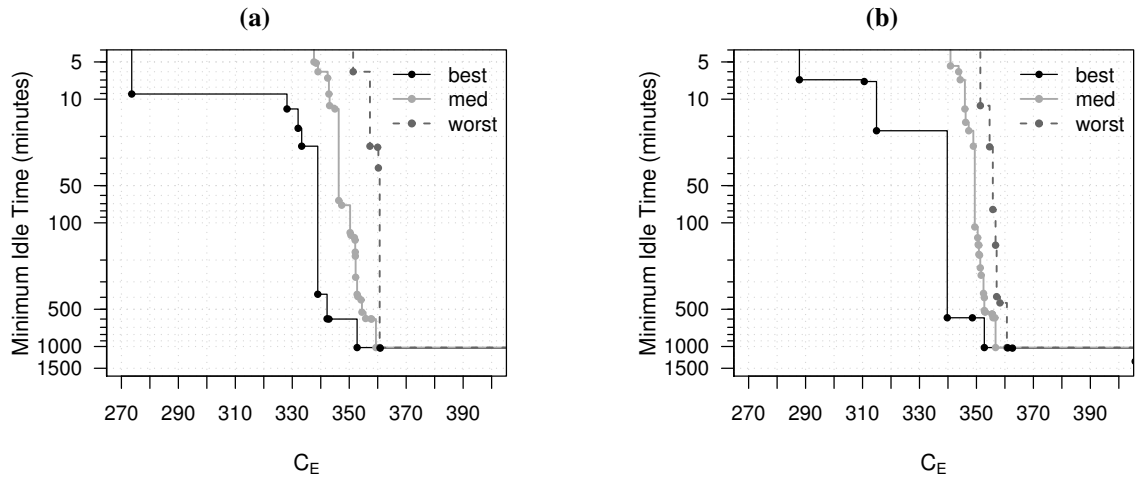 (a)
Minimum Idle Time (minutes)
5
10
50
100
500
1000
1500
best
med
worst
270 290 310 330 350 370 390
C_E
(b)
Minimum Idle Time (minutes)
5
10
50
100
500
1000
1500
best
med
worst
270 290 310 330 350 370 390
C_E